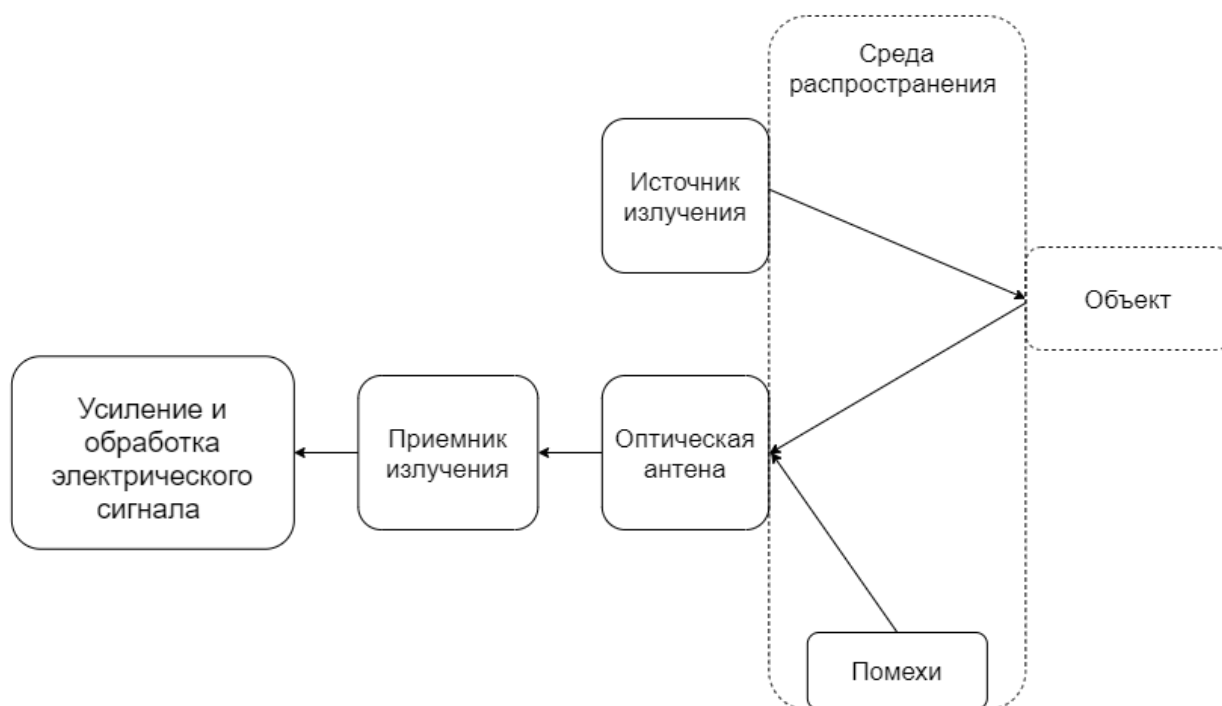 Среда
распространения
Источник
излучения
Объект
Усиление и
обработка
электрического
сигнала
Приемник
излучения
Оптическая
антена
Помехи